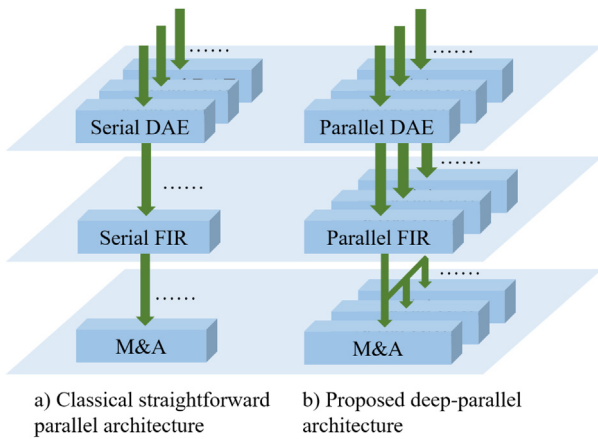 ...... ......
Serial DAE Parallel DAE
...... ......
Serial FIR Parallel FIR
...... ......
M&A M&A
a) Classical straightforward
parallel architecture
b) Proposed deep-parallel
architecture